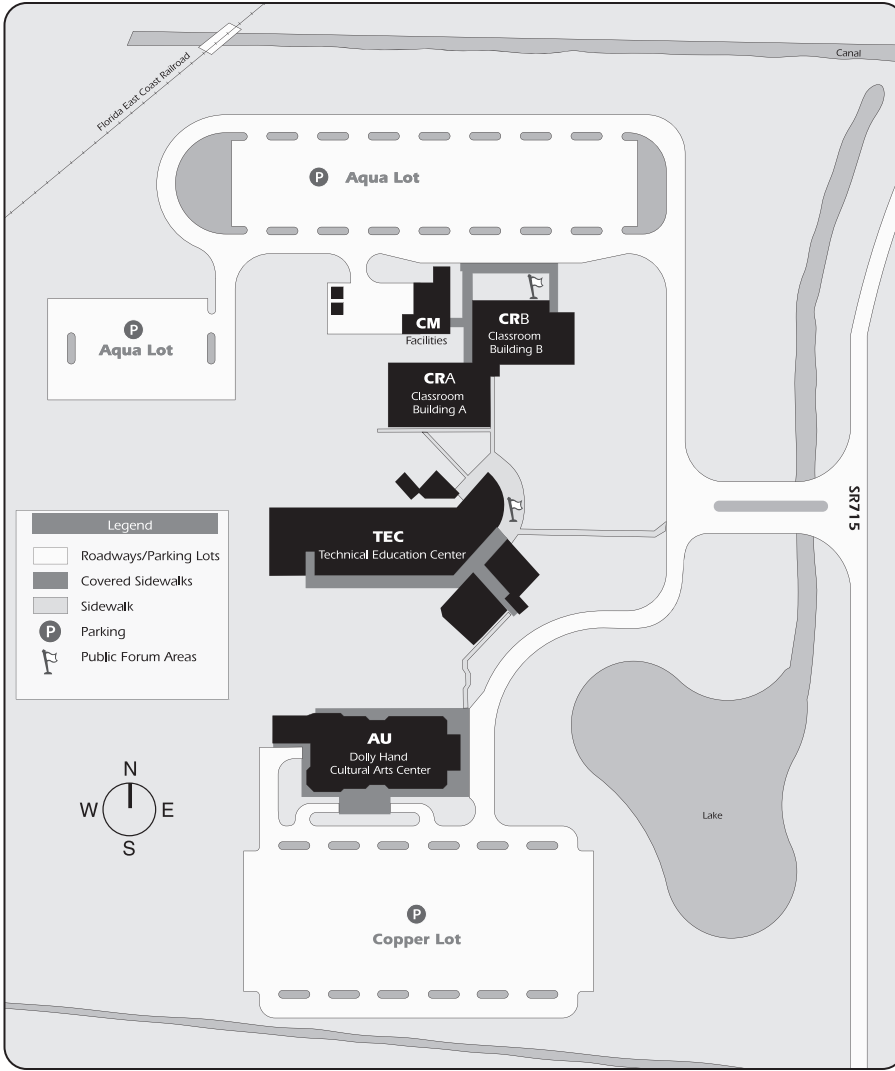 Canal
Florida East Coast Railroad
P Aqua Lot
P
Aqua Lot
CM
Facilities
CRB
Classroom
Building B
CRA
Classroom
Building A
SR715
Legend
Roadways/Parking Lots
Covered Sidewalks
Sidewalk
P Parking
Public Forum Areas
TEC
Technical Education Center
AU
Dolly Hand
Cultural Arts Center
N
W E
S
Lake
P
Copper Lot